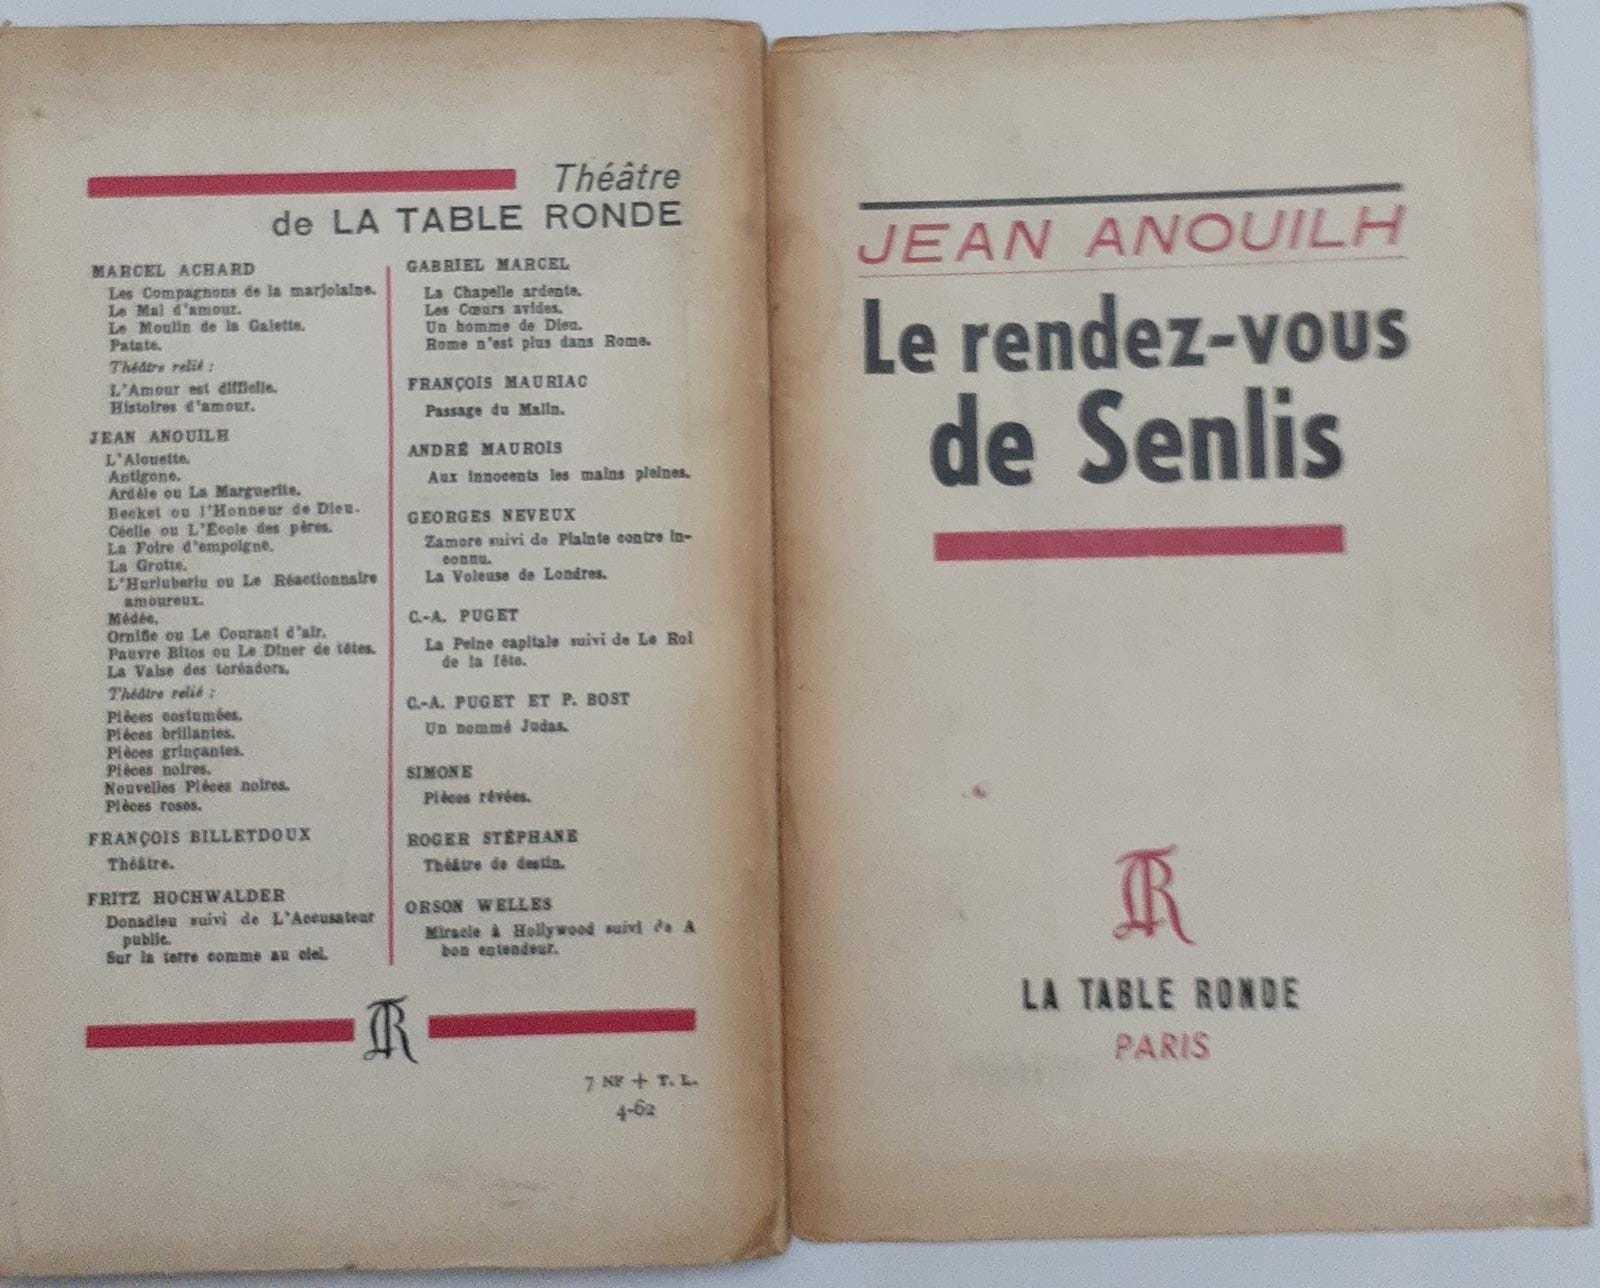 Théâtre
de LA TABLE RONDE
MARCEL ACHARD
Les Compagnons de la marjolaine.
Le Mal d'amour.
Le Moulin de la Galette.
Patate.
Théâtre relié :
L'Amour est difficile.
Histoires d'amour.
JEAN ANOUILH
L'Alouette.
Antigone.
Ardèle ou La Marguerite.
Becket ou l'Honneur de Dieu.
Cécile ou L'École des pères.
La Foire d'empoigne.
La Grotte.
L'Hurluberlu ou Le Réactionnaire
amoureux.
Médée.
Ornifle ou Le Courant d'air.
Pauvre Bitos ou Le Dîner de têtes.
La Valse des toréadors.
Théâtre relié :
Pièces costumées.
Pièces brillantes.
Pièces grinçantes.
Pièces noires.
Nouvelles Pièces noires.
Pièces roses.
FRANÇOIS BILLETDOUX
Théâtre.
FRITZ HOCHWALDER
Donadieu suivi de L'Accusateur
public.
Sur la terre comme au ciel.
GABRIEL MARCEL
La Chapelle ardente.
Les Cœurs avides.
Un homme de Dieu.
Rome n'est plus dans Rome.
FRANÇOIS MAURIAC
Passage du Malin.
ANDRÉ MAUROIS
Aux innocents les mains pleines.
GEORGES NEVEUX
Zamore suivi de Plainte contre in-
connu.
La Voleuse de Londres.
C.-A. PUGET
La Peine capitale suivi de Le Roi
de la fête.
C.-A. PUGET ET P. BOST
Un nommé Judas.
SIMONE
Pièces rêvées.
ROGER STÉPHANE
Théâtre de destin.
ORSON WELLES
Miracle à Hollywood suivi de A
bon entendeur.
TR
7 NF + T. L.
4-62
JEAN ANOUILH
Le rendez-vous
de Senlis
TR
LA TABLE RONDE
PARIS